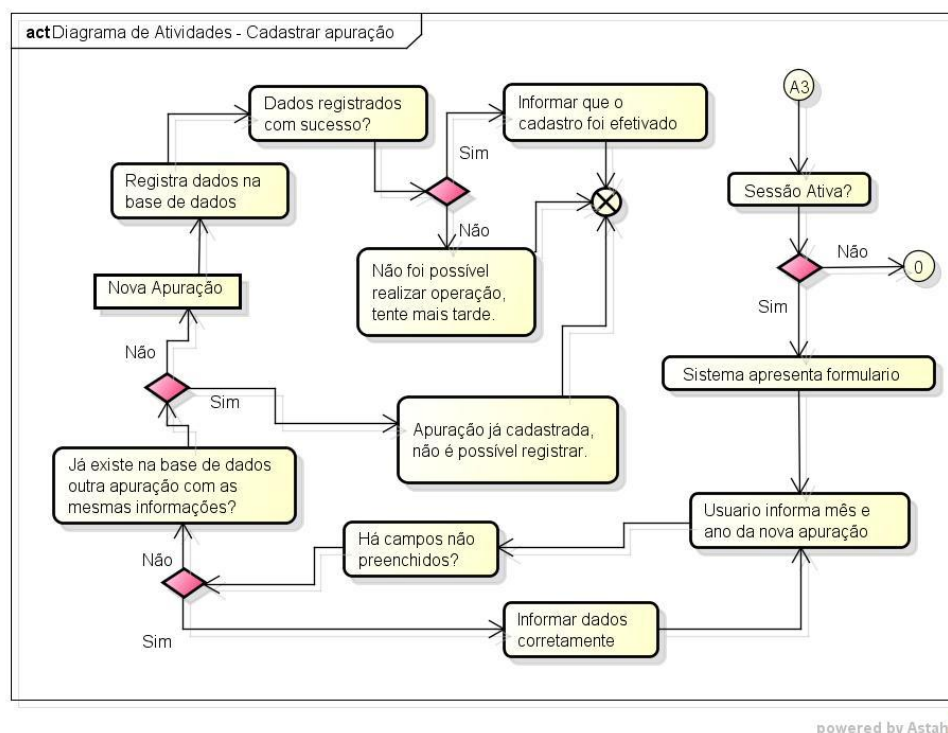 act Diagrama de Atividades - Cadastrar apuração
Dados registrados
com sucesso?
Informar que o
cadastro foi efetivado
A3
Sim
Registra dados na
base de dados
Sessão Ativa?
Não
Não
0
Não foi possível
realizar operação,
tente mais tarde.
Nova Apuração
Sim
Não
Sim
Sistema apresenta formulario
Apuração já cadastrada,
não é possível registrar.
Já existe na base de dados
outra apuração com as
mesmas informações?
Usuario informa mês e
ano da nova apuração
Há campos não
preenchidos?
Não
Sim
Informar dados
corretamente
powered by Astah